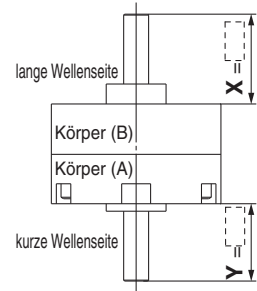 lange Wellenseite
X =
Körper (B)
Körper (A)
kurze Wellenseite
Y =